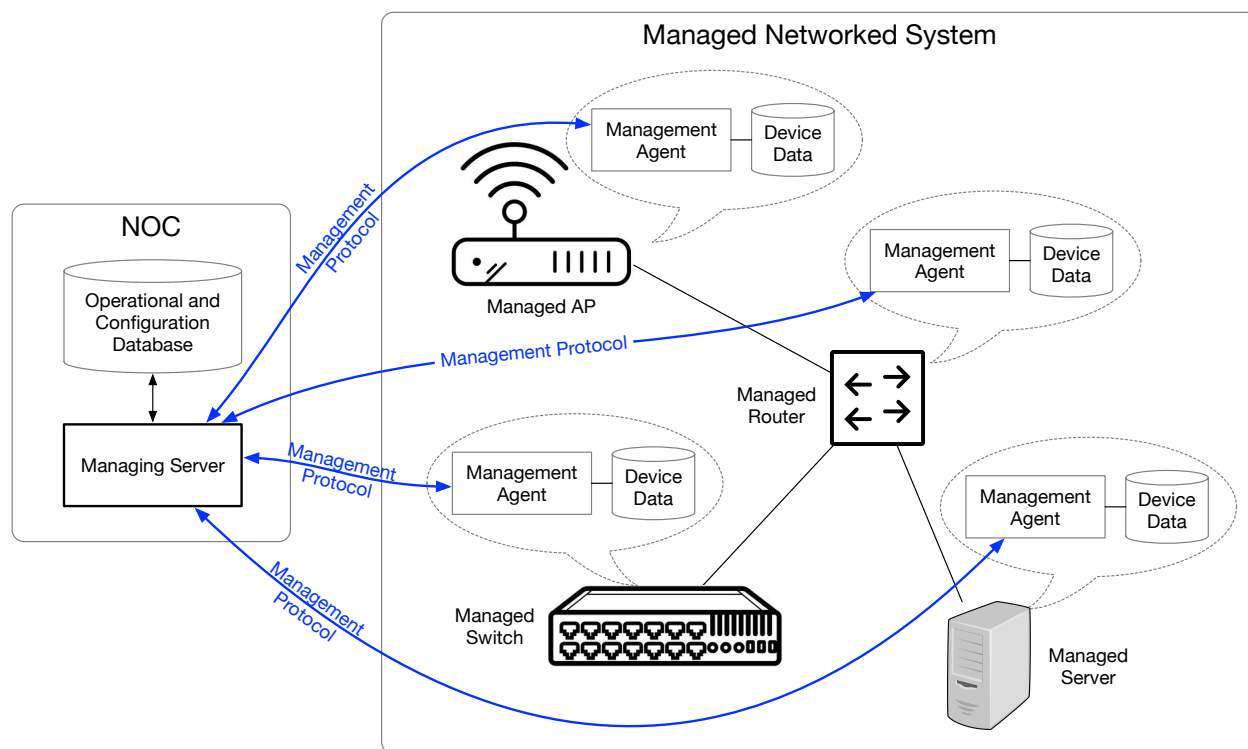 Managed Networked System
Management
Agent
Device
Data
Management
Protocol
NOC
Operational and
Configuration
Database
Managed AP
Management
Agent
Device
Data
Management Protocol
Managed
Router
Managing Server
Management
Protocol
Management
Agent
Device
Data
Management
Agent
Device
Data
Management
Protocol
Managed
Switch
Managed
Server